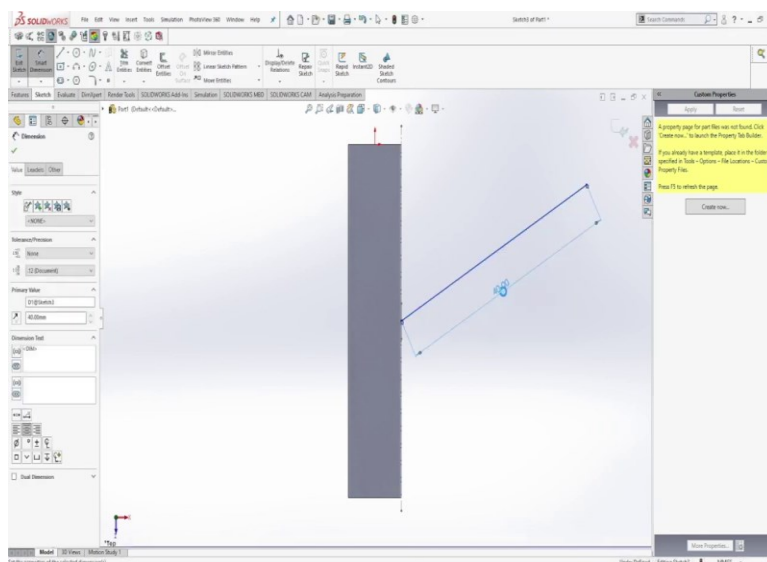 SOLIDWORKS File Edit View Insert Tools Simulation PhotoView 360 Window Help
Sketch3 of Part1 *
Search Commands
Exit Sketch
Smart Dimension
Trim Entities
Convert Entities
Offset Entities
Mirror Entities
Linear Sketch Pattern
Move Entities
Display/Delete Relations
Repair Sketch
Quick Snaps
Rapid Sketch
Instant2D
Shaded Sketch Contours
Features Sketch Evaluate DimXpert Render Tools SOLIDWORKS Add-Ins Simulation SOLIDWORKS MBD SOLIDWORKS CAM Analysis Preparation
Part1 (Default<<Default>...
Dimension
Value Leaders Other
Style
<NONE>
Tolerance/Precision
None
.12 (Document)
Primary Value
40.00mm
Dimension Text
<DIM>
Dual Dimension
*Top
Model 3D Views Motion Study 1
Custom Properties
Apply Reset
A property page for part files was not found. Click
'Create now...' to launch the Property Tab Builder.
If you already have a template, place it in the folder
specified in Tools - Options - File Locations - Custo
Property Files.
Press F5 to refresh the page.
Create now...
More Properties...